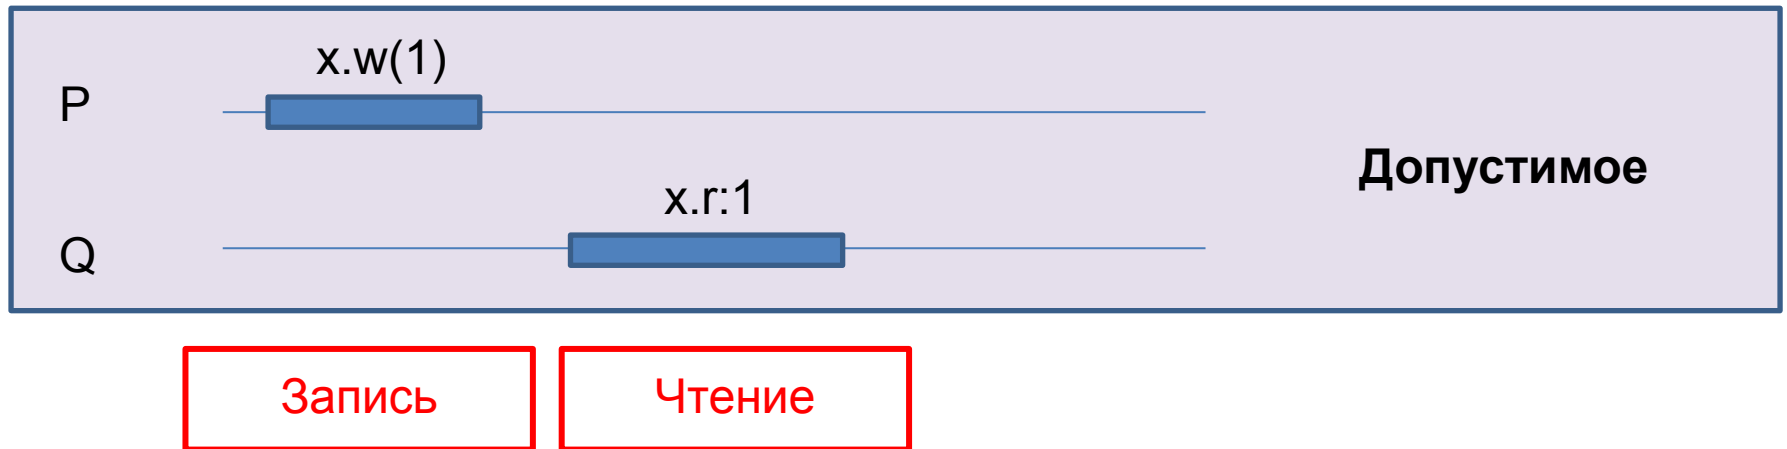 x.w(1)
P
Допустимое
x.r:1
Q
Запись
Чтение